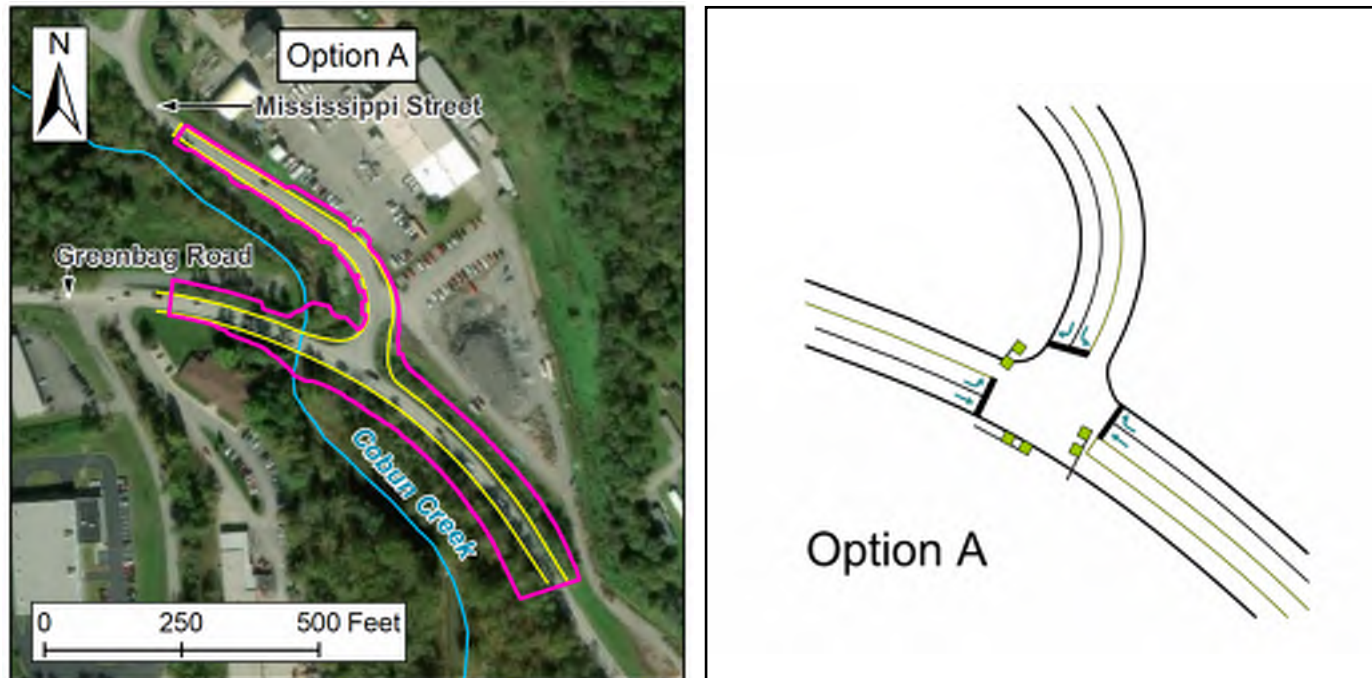 N
Option A
Mississippi Street
Greenbag Road
Cobun Creek
0 250 500 Feet
Option A